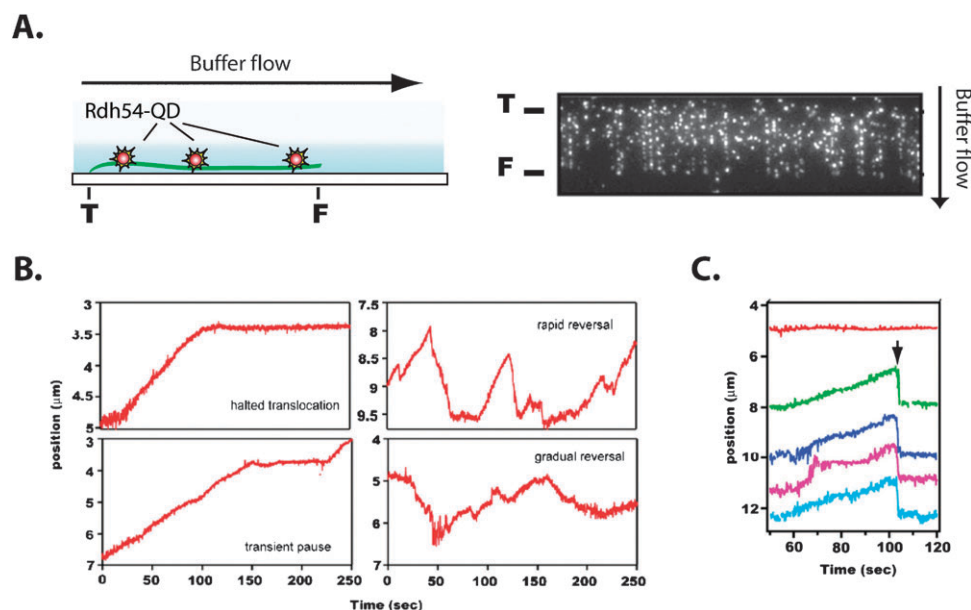 A.
Buffer flow
Rdh54-QD
T
F
T
F
Buffer flow
B.
C.
position (μm)
3
3.5
4
5
halted translocation
7.5
8
8.5
9
9.5
rapid reversal
3
4
5
6
7
transient pause
0 50 100 150 200 250
4
5
6
7
gradual reversal
0 50 100 150 200 250
Time (sec)
position (μm)
4
6
8
10
12
60 80 100 120
Time (sec)